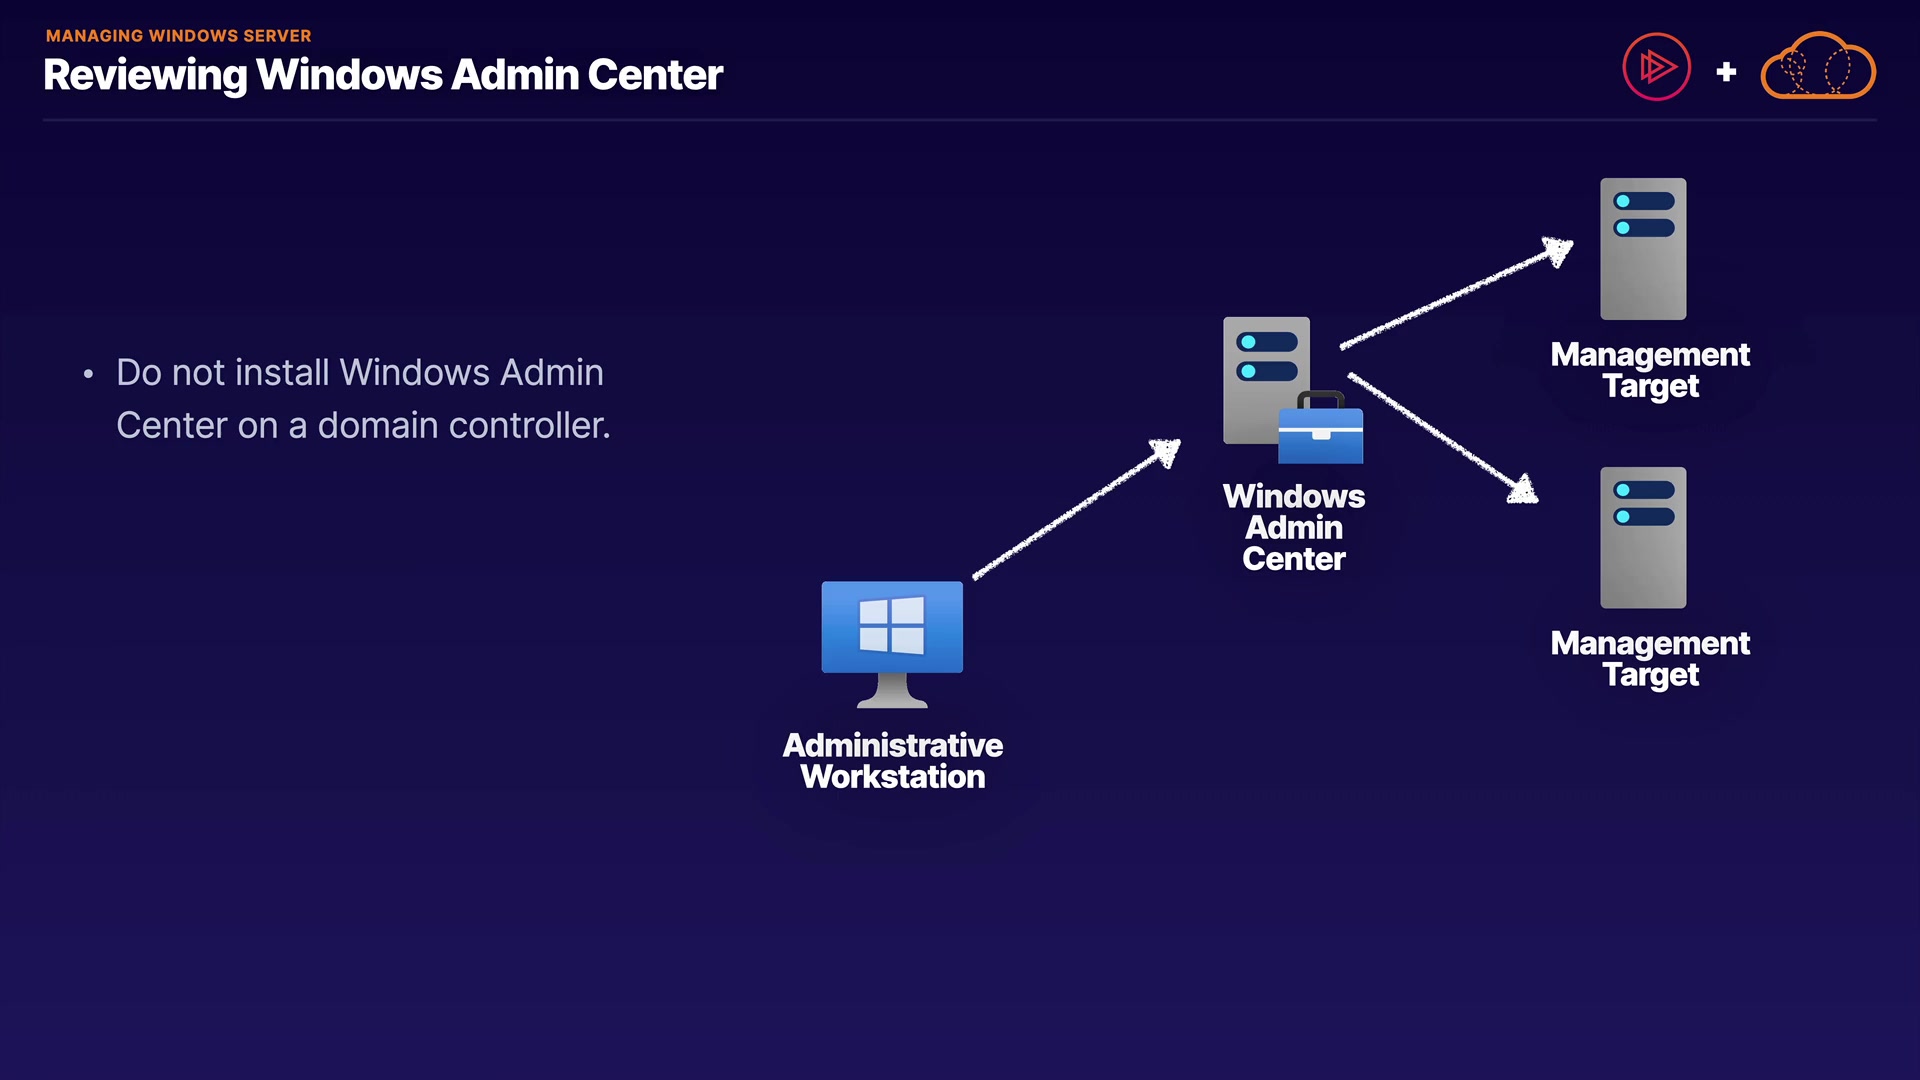 MANAGING WINDOWS SERVER
Reviewing Windows Admin Center
+
• Do not install Windows Admin
Center on a domain controller.
Management
Target
Windows
Admin
Center
Management
Target
Administrative
Workstation